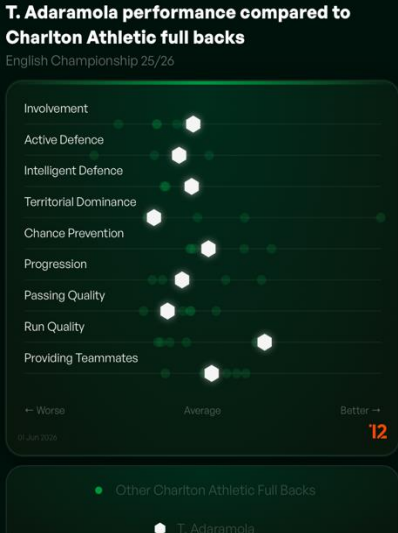 T. Adaramola performance compared to
Charlton Athletic full backs
English Championship 25/26
Involvement
Active Defence
Intelligent Defence
Territorial Dominance
Chance Prevention
Progression
Passing Quality
Run Quality
Providing Teammates
← Worse
Average
Better →
01 Jun 2026
'12
Other Charlton Athletic Full Backs
T. Adaramola